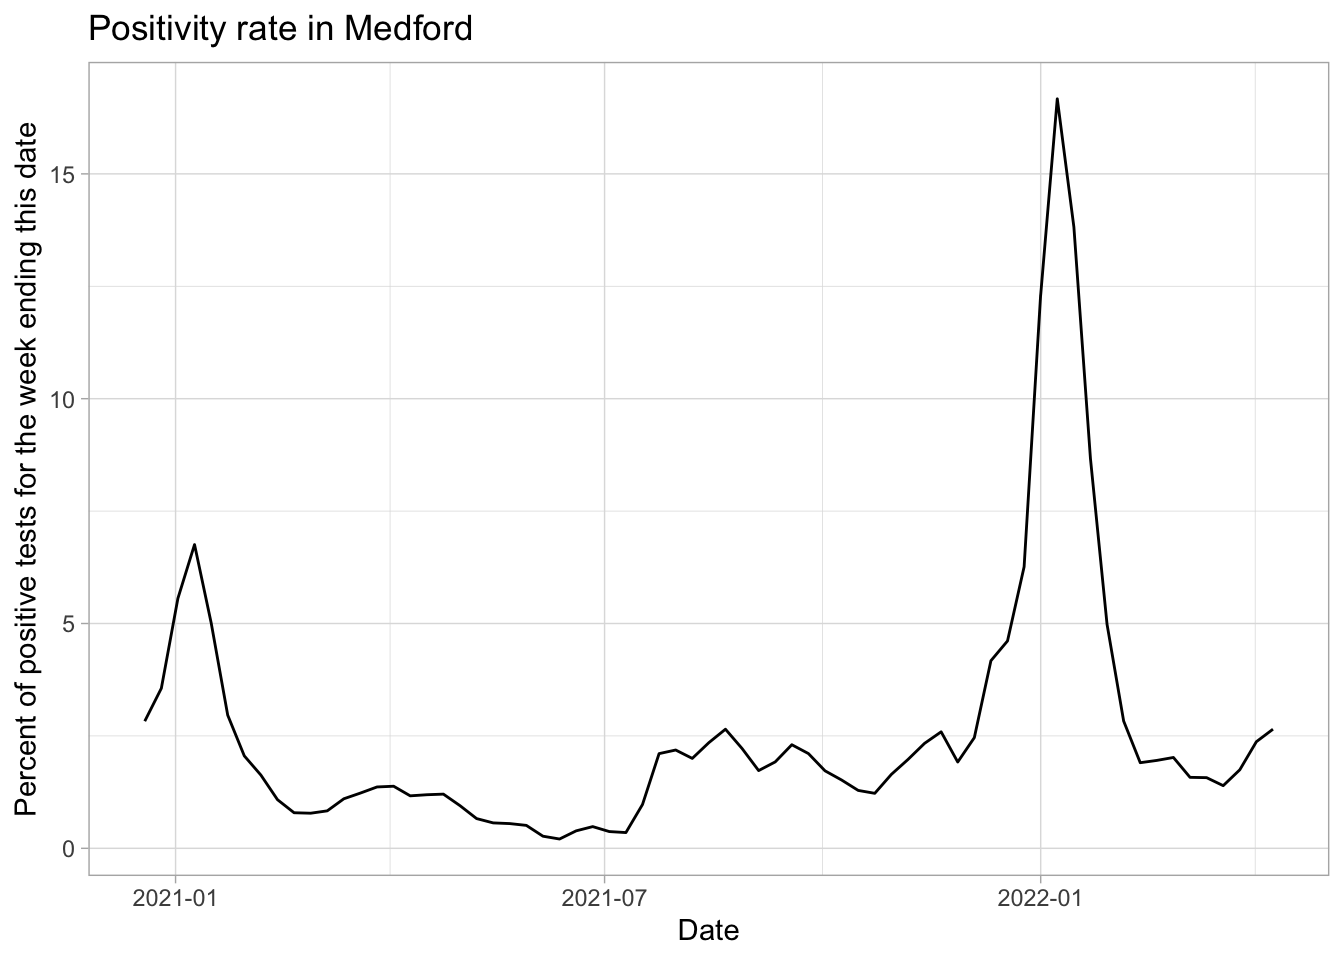 Positivity rate in Medford
Percent of positive tests for the week ending this date
15
10
5
0
2021-01
2021-07
2022-01
Date